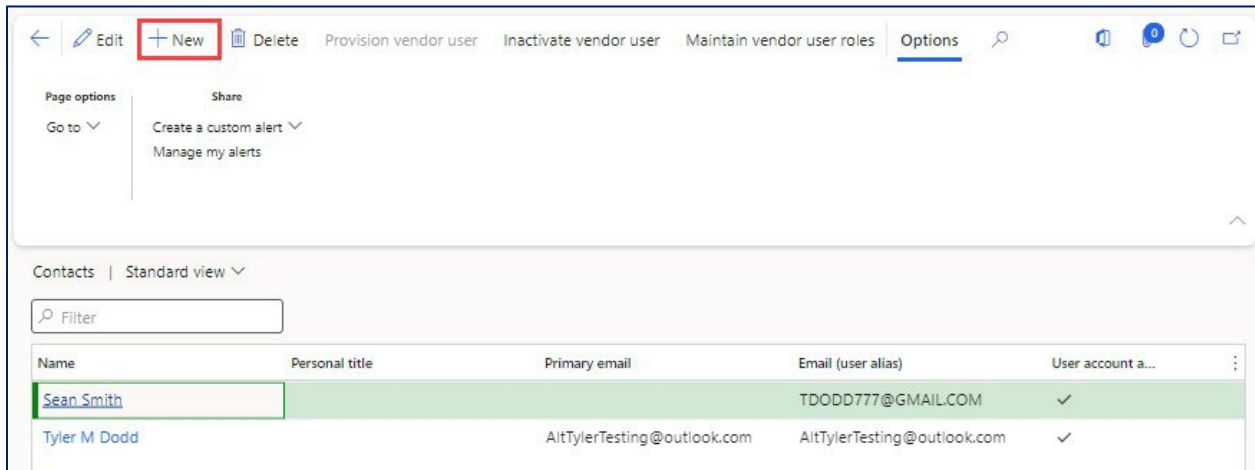 Edit New Delete Provision vendor user Inactivate vendor user Maintain vendor user roles Options 0
Page options Share
Go to Create a custom alert
Manage my alerts
Contacts | Standard view
Filter
Name Personal title Primary email Email (user alias) User account a...
Sean Smith TDODD777@GMAIL.COM
Tyler M Dodd AltTylerTesting@outlook.com AltTylerTesting@outlook.com